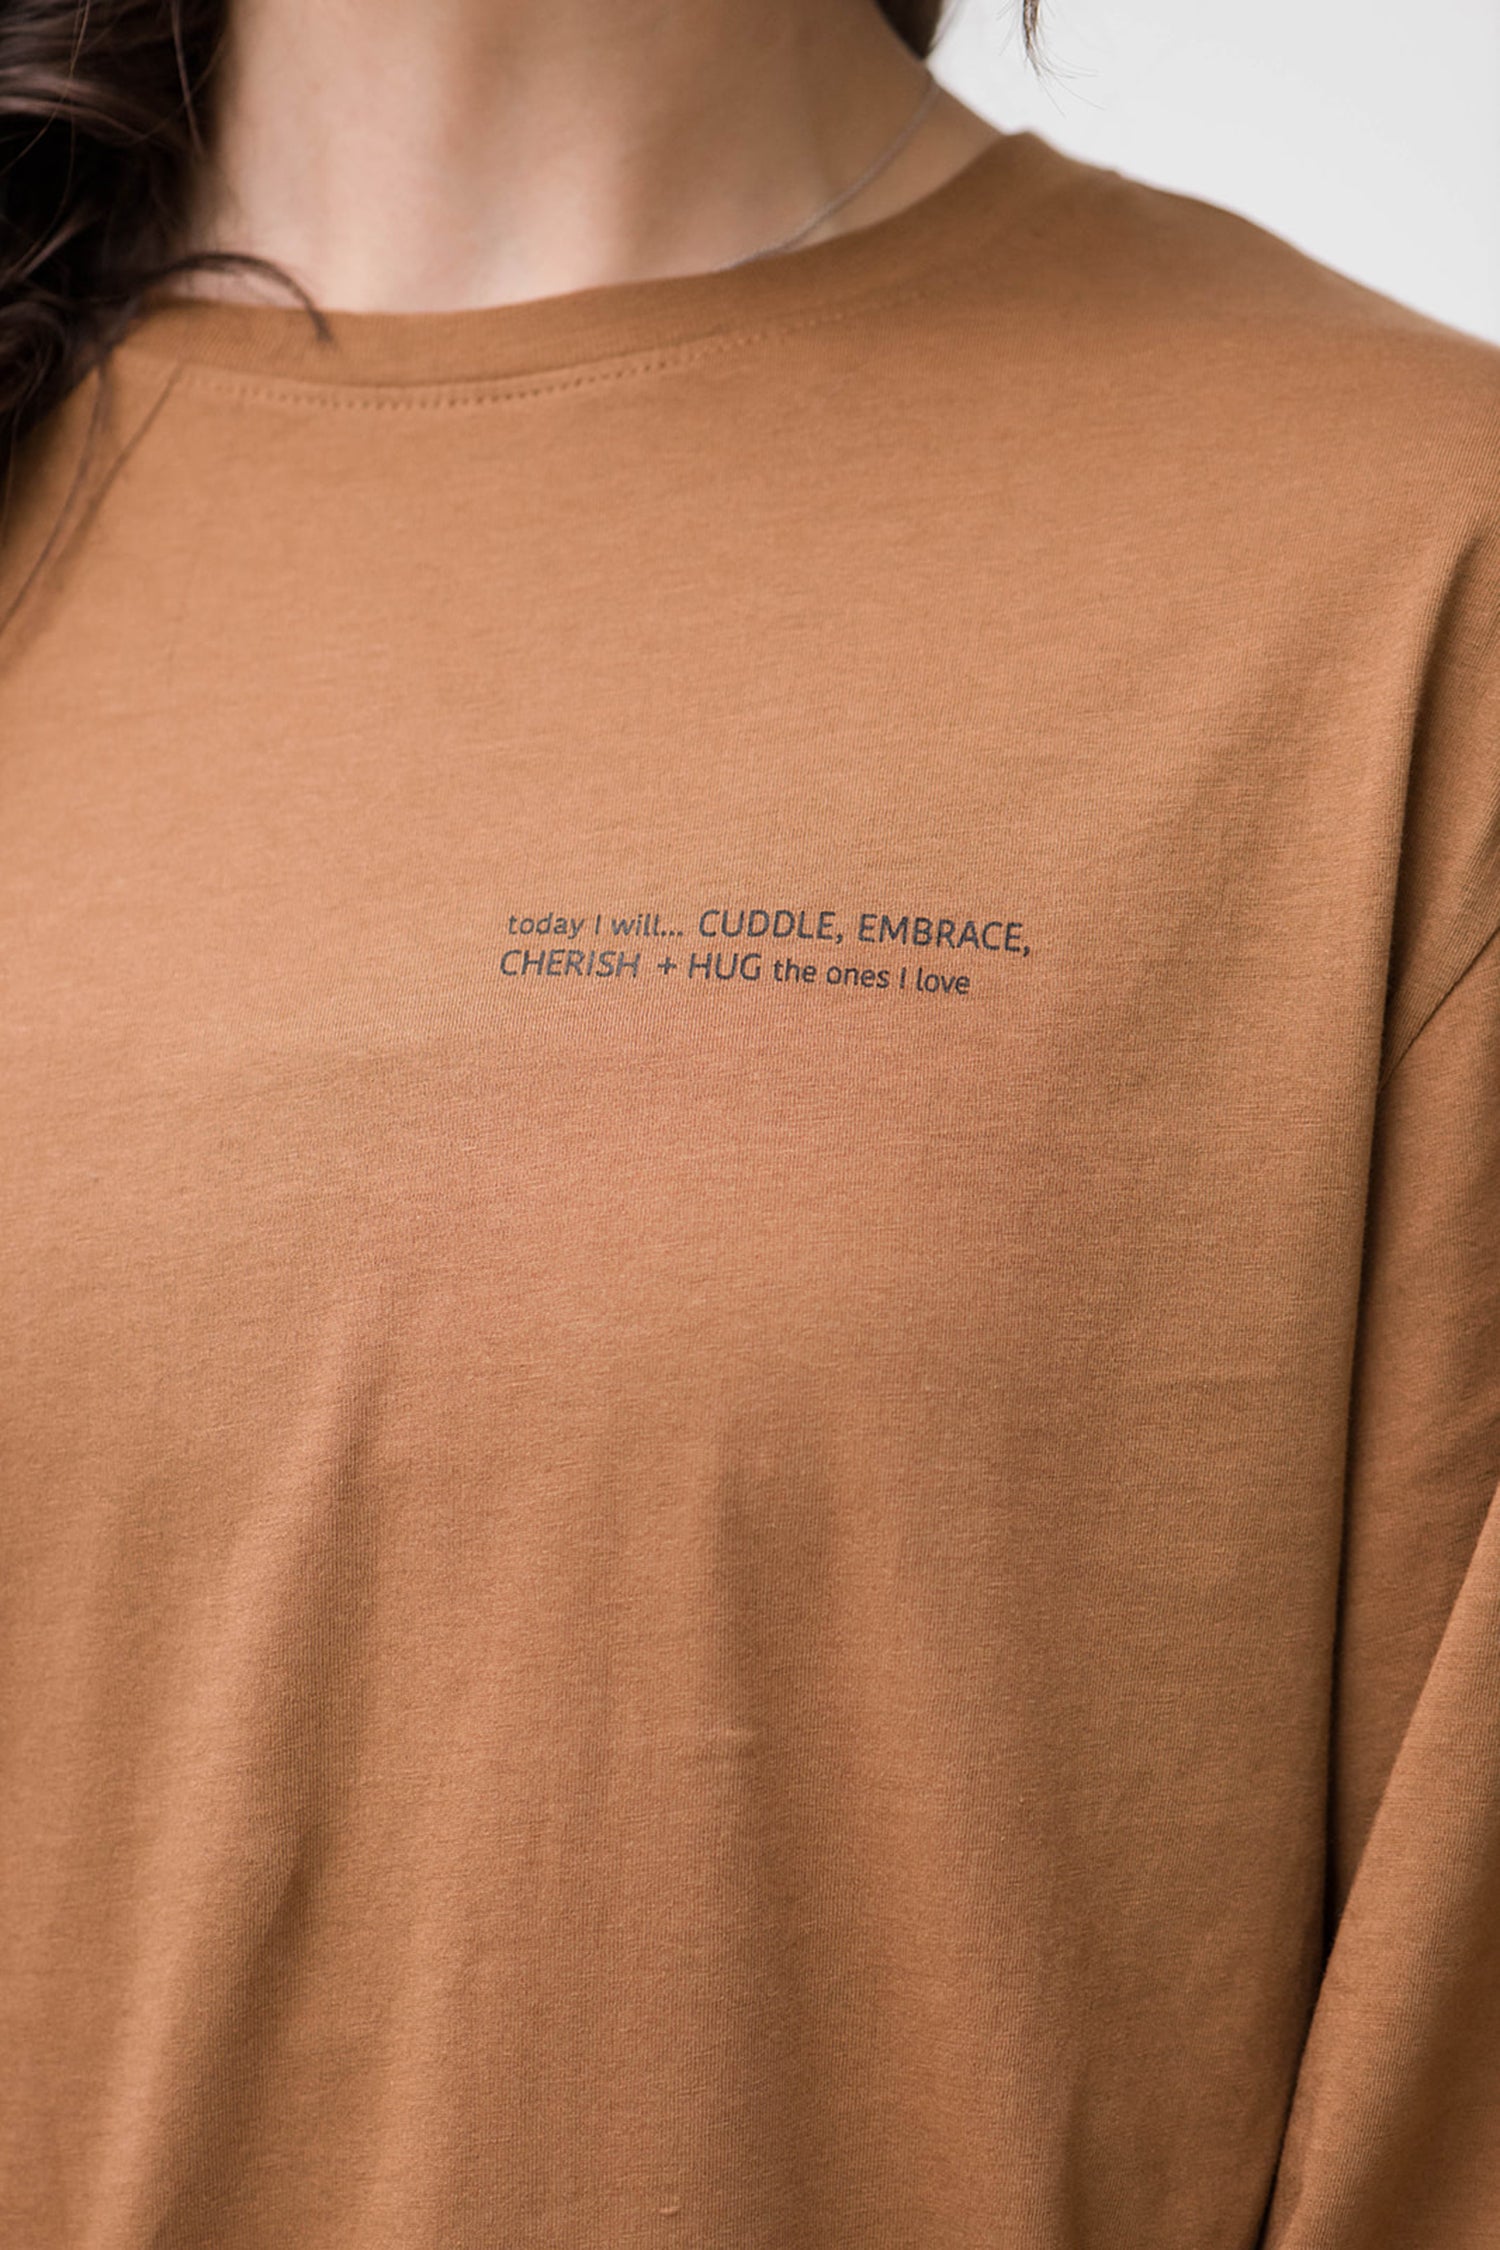 today I will... CUDDLE, EMBRACE,
CHERISH + HUG the ones I love